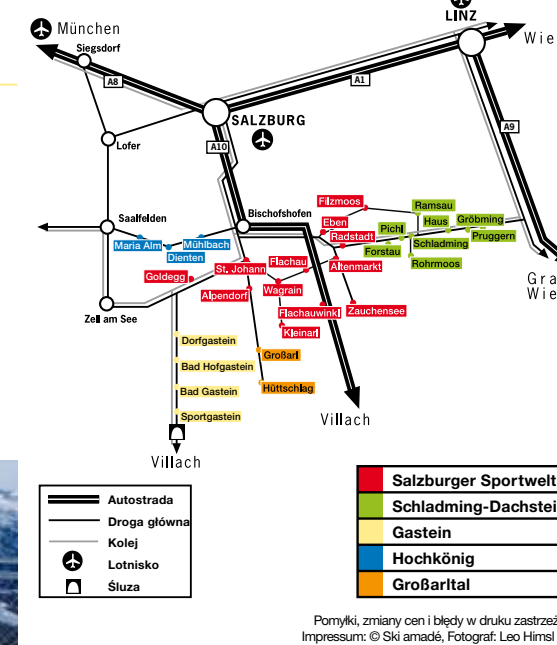 München
Siegsdorf
LINZ
Wie
A8
A1
A9
SALZBURG
Lofer
A10
Filzmoos
Ramsau
Saalfelden
Bischofshofen
Eben
Haus
Gröbming
Maria Alm
Mühlbach
Radstadt
Pichl
Pruggern
Dienten
Schladming
Forstau
Goldegg
St. Johann
Flachau
Altenmarkt
Rohmoos
Gra
Wie
Alpendorf
Wagrain
Zell am See
Flachauwinkl
Zauchensee
Kleinarl
Dorfgastein
Großarl
Bad Hofgastein
Hüttschlag
Bad Gastein
Sportgastein
Villach
Villach
Autostrada
Droga główna
Kolej
Lotnisko
Śluza
Salzburger Sportwelt
Schladming-Dachstei
Gastein
Hochkönig
Großarltal
Pomyłki, zmiany cen i błędy w druku zastrzeż
Impressum: © Ski amadé, Fotograf: Leo Himsl